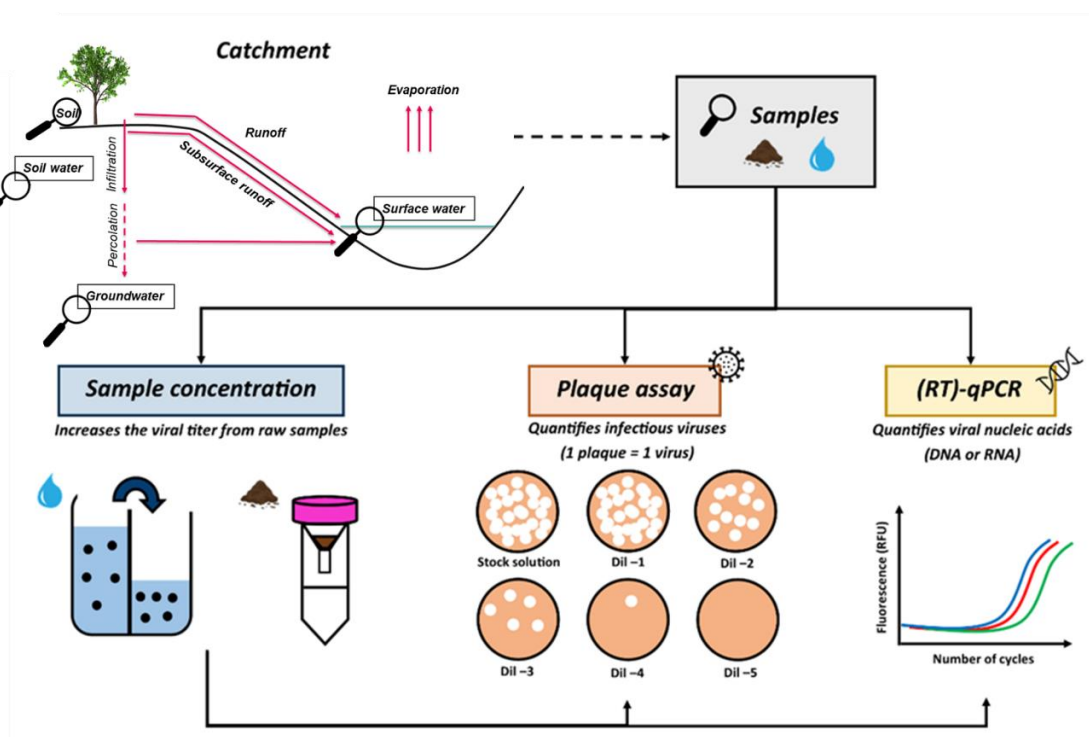 Catchment
Evaporation
Soil
Runoff
Samples
Subsurface runoff
Infiltration
Soil water
Surface water
Percolation
Groundwater
Sample concentration
Increases the viral titer from raw samples
Plaque assay
Quantifies infectious viruses
(1 plaque = 1 virus)
(RT)-qPCR
Quantifies viral nucleic acids
(DNA or RNA)
Stock solution
Dil –1
Dil –2
Dil –3
Dil –4
Dil –5
Fluorescence (RFU)
Number of cycles